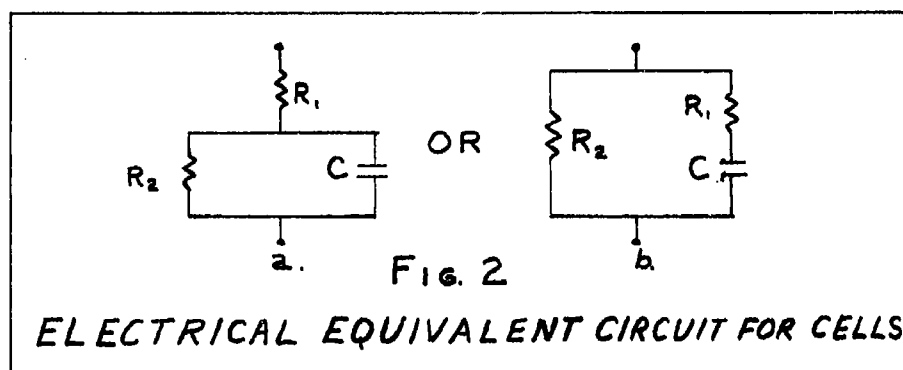 R₁
R₂
C
a.
OR
R₂
R₁
C
b.
FIG. 2
ELECTRICAL EQUIVALENT CIRCUIT FOR CELLS